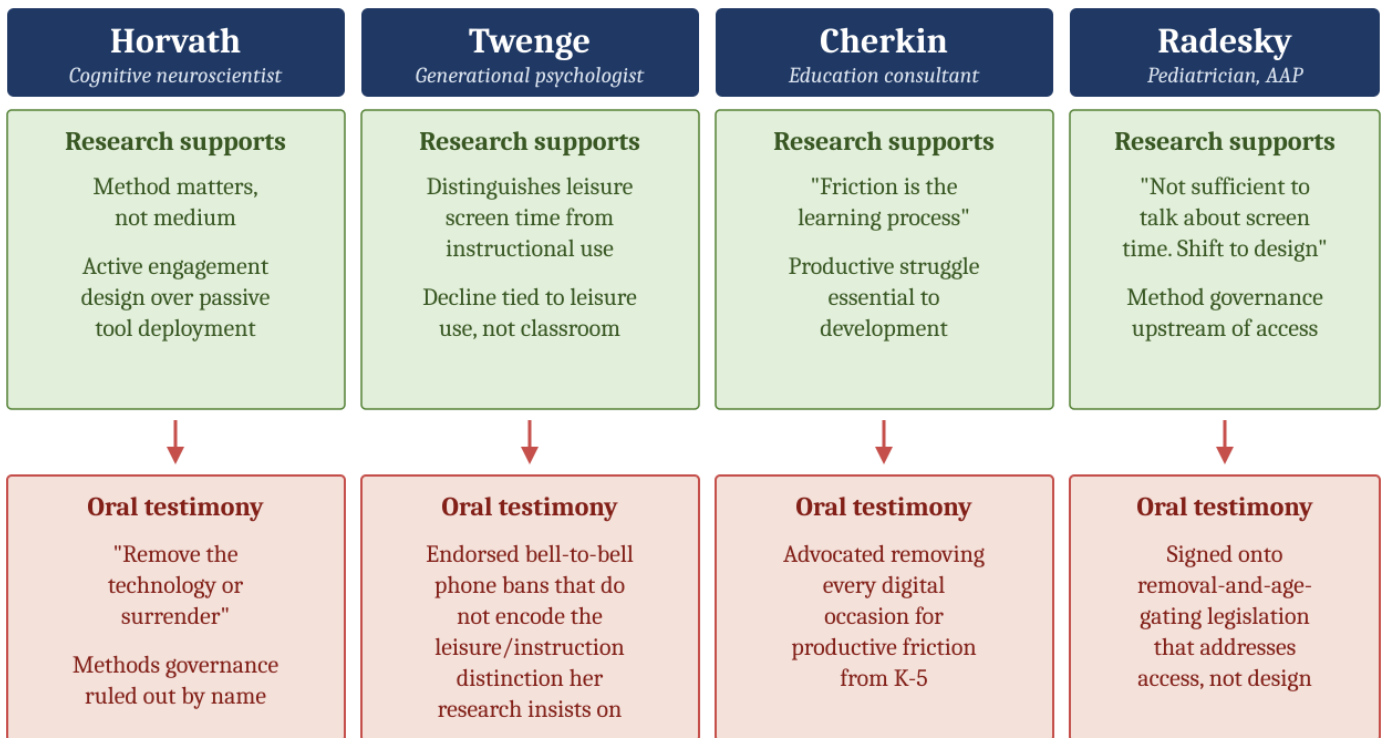 Horvath
Cognitive neuroscientist
Research supports
Method matters,
not medium
Active engagement
design over passive
tool deployment
Oral testimony
"Remove the
technology or
surrender"
Methods governance
ruled out by name
Twenge
Generational psychologist
Research supports
Distinguishes leisure
screen time from
instructional use
Decline tied to leisure
use, not classroom
Oral testimony
Endorsed bell-to-bell
phone bans that do
not encode the
leisure/instruction
distinction her
research insists on
Cherkin
Education consultant
Research supports
"Friction is the
learning process"
Productive struggle
essential to
development
Oral testimony
Advocated removing
every digital
occasion for
productive friction
from K-5
Radesky
Pediatrician, AAP
Research supports
"Not sufficient to
talk about screen
time. Shift to design"
Method governance
upstream of access
Oral testimony
Signed onto
removal-and-age-
gating legislation
that addresses
access, not design